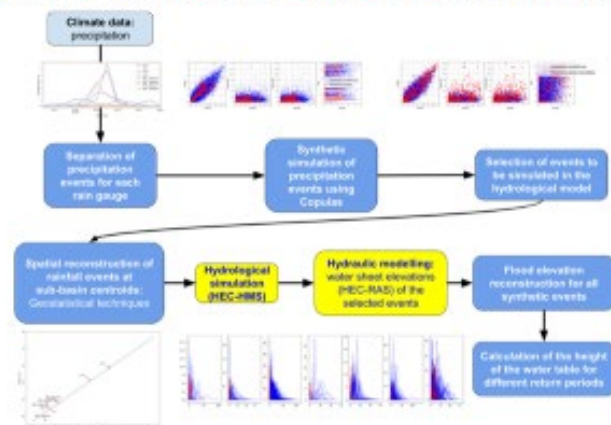 Climate data:
precipitation
Separation of
precipitation
events for each
rain gauge
Synthetic
simulation of
precipitation
events using
Copulas
Selection of events to
be simulated in the
hydrological model
Spatial reconstruction of
rainfall events at
sub-basin centroids:
Geostatistical techniques
Hydrological
simulation
(HEC-HMS)
Hydraulic modelling:
water sheet elevations
(HEC-RAS) of the
selected events
Flood elevation
reconstruction for all
synthetic events
Calculation of the height
of the water table for
different return periods